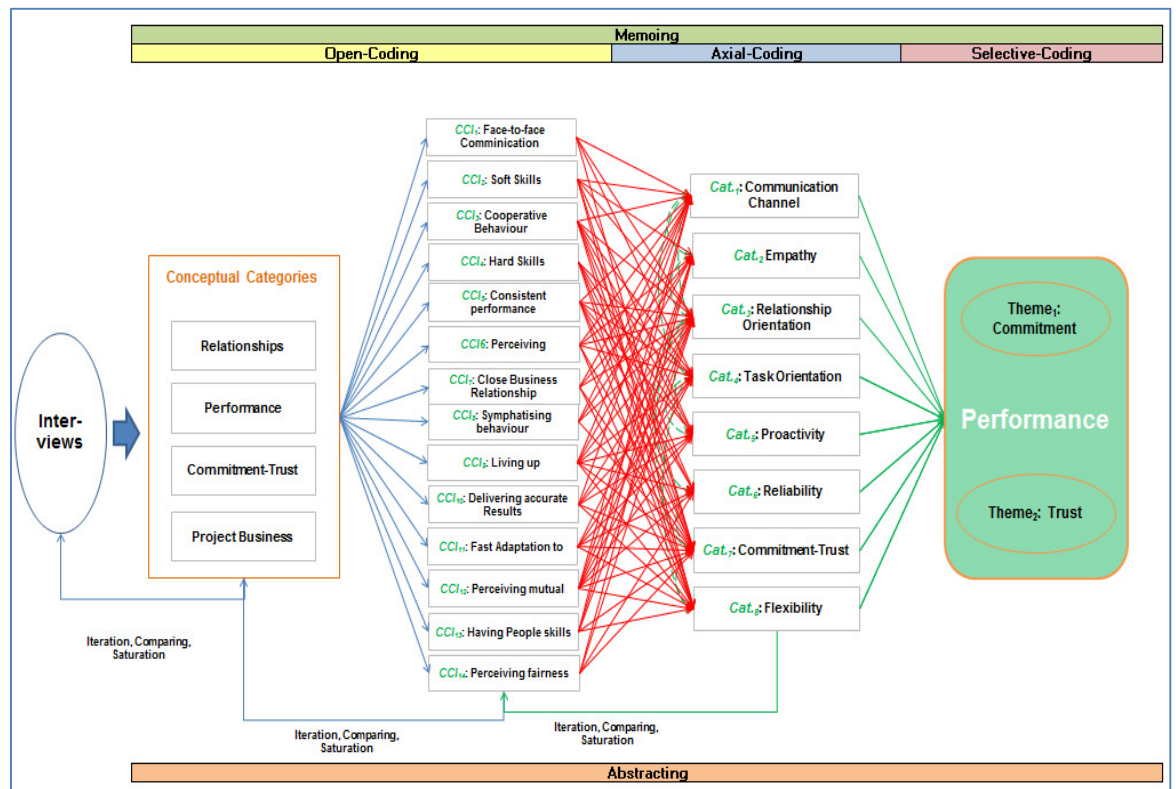 Memoing
Open-Coding
Axial-Coding
Selective-Coding
Inter-
views
Conceptual Categories
Relationships
Performance
Commitment-Trust
Project Business
CCI₁: Face-to-face
Comminication
CCI₂: Soft Skills
CCI₃: Cooperative
Behaviour
CCI₄: Hard Skills
CCI₅: Consistent
performance
CCI6: Perceiving
CCI₇: Close Business
Relationship
CCI₈: Symphatising
behaviour
CCI₉: Living up
CCI₁₀: Delivering accurate
Results
CCI₁₁: Fast Adaptation to
CCI₁₂: Perceiving mutual
CCI₁₃: Having People skills
CCI₁₄: Perceiving fairness
Cat.₁: Communication
Channel
Cat.₂ Empathy
Cat.₃: Relationship
Orientation
Cat.₄: Task Orientation
Cat.₅: Proactivity
Cat.₆: Reliability
Cat.₇: Commitment-Trust
Cat.₈: Flexibility
Theme₁:
Commitment
Performance
Theme₂: Trust
Iteration, Comparing,
Saturation
Iteration, Comparing,
Saturation
Iteration, Comparing,
Saturation
Abstracting